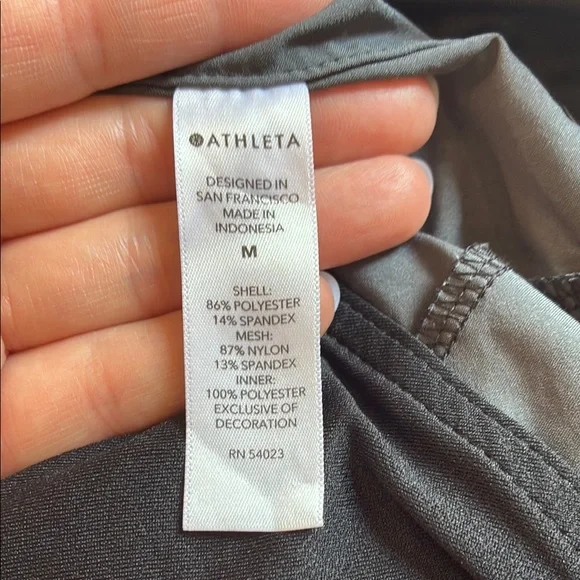 ATHLETA
DESIGNED IN
SAN FRANCISCO
MADE IN
INDONESIA
M
SHELL:
86% POLYESTER
14% SPANDEX
MESH:
87% NYLON
13% SPANDEX
INNER:
100% POLYESTER
EXCLUSIVE OF
DECORATION
RN 54023